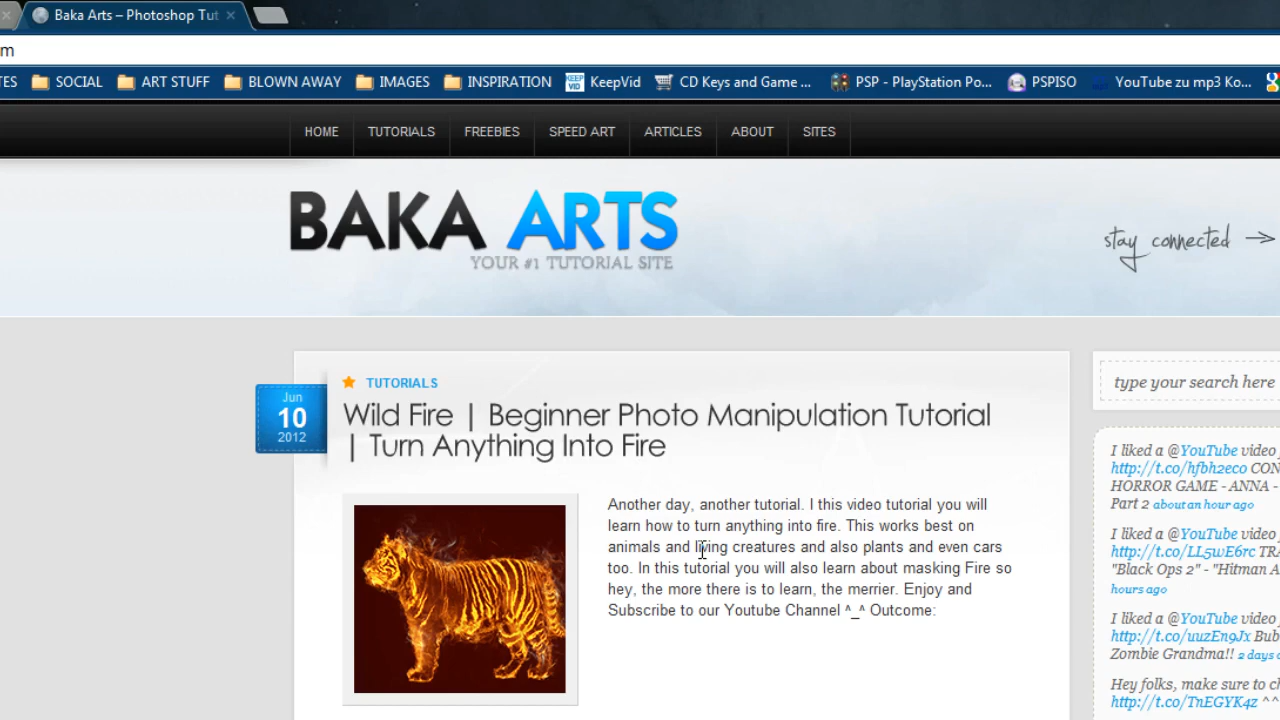 Baka Arts – Photoshop Tut
m
TES SOCIAL ART STUFF BLOWN AWAY IMAGES INSPIRATION KEEP VID KeepVid CD Keys and Game ... PSP - PlayStation Po... PSPISO YouTube zu mp3 Ko...
HOME TUTORIALS FREEBIES SPEED ART ARTICLES ABOUT SITES
BAKA ARTS
YOUR #1 TUTORIAL SITE
stay connected
TUTORIALS
Jun
10
2012
Wild Fire | Beginner Photo Manipulation Tutorial
| Turn Anything Into Fire
Another day, another tutorial. I this video tutorial you will
learn how to turn anything into fire. This works best on
animals and living creatures and also plants and even cars
too. In this tutorial you will also learn about masking Fire so
hey, the more there is to learn, the merrier. Enjoy and
Subscribe to our Youtube Channel ^_^ Outcome:
type your search here
I liked a @YouTube video
http://t.co/hfbh2eco CON
HORROR GAME - ANNA -
Part 2 about an hour ago
I liked a @YouTube video
http://t.co/LL5wE6rc TRA
"Black Ops 2" - "Hitman A
hours ago
I liked a @YouTube video
http://t.co/uuzEn9Jx Bub
Zombie Grandma!! 2 days
Hey folks, make sure to ch
http://t.co/TnEGYK4z ^^